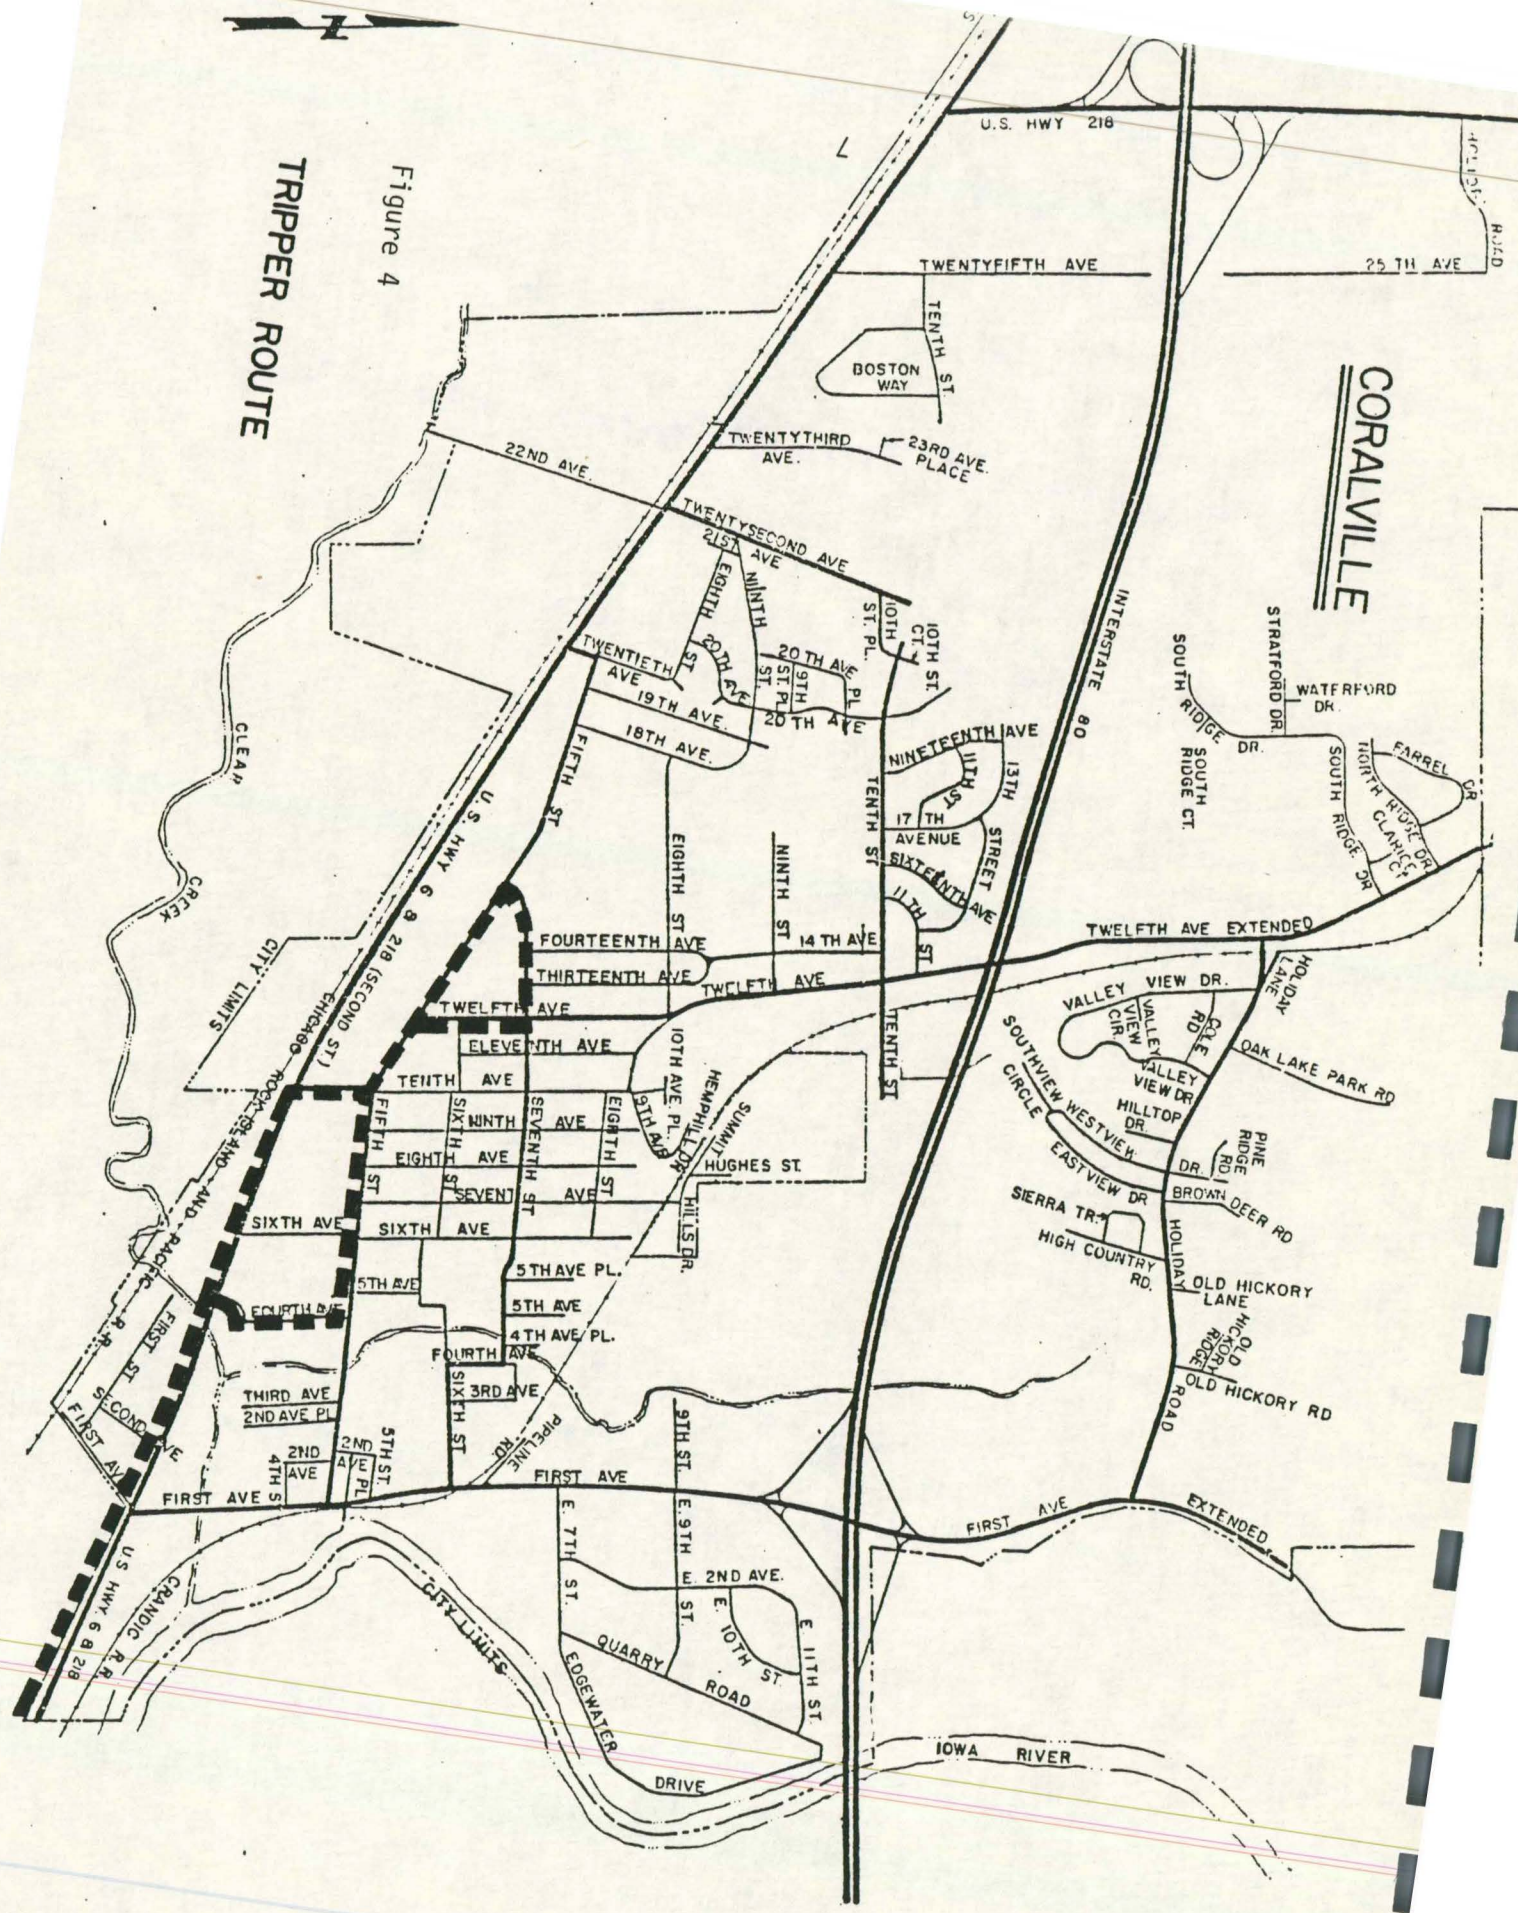 Z
Figure 4
TRIPPER ROUTE
CORALVILLE
U.S. HWY 218
ROAD
TWENTYFIFTH AVE
25 TH AVE
TENTH ST.
BOSTON
WAY
TWENTYTHIRD
AVE.
23RD AVE.
PLACE
22ND AVE.
TWENTYSECOND AVE
21ST AVE
EIGHTH ST.
NINTH ST.
10TH
ST. PL.
10TH
CT.
10TH ST.
TWENTIETH
AVE
20 TH AVE
20 TH AVE PL
9TH
ST. PL
20 TH AVE
19 TH AVE.
18TH AVE.
FIFTH ST
NINETEENTH AVE
11TH ST
13TH STREET
17 TH
AVENUE
SIXTEENTH AVE
11TH ST
TENTH ST
INTERSTATE 80
STRATFORD DR.
WATERFORD
DR.
SOUTH RIDGE DR.
SOUTH
RIDGE CT.
SOUTH RIDGE DR
NORTH RIDGE DR
FARREL DR
CLARICE
CT
CLEAR CREEK
U.S. HWY 6 & 218 (SECOND ST.)
EIGHTH ST
NINTH ST
CITY LIMITS
CHICAGO ROCK ISLAND AND PACIFIC R.R.
FOURTEENTH AVE
14 TH AVE
THIRTEENTH AVE
TWELFTH AVE
TWELFTH AVE
TWELFTH AVE EXTENDED
HOLIDAY
LANE
VALLEY VIEW DR.
VALLEY
VIEW
CIR
COLE
RD
VALLEY
VIEW DR
OAK LAKE PARK RD
ELEVENTH AVE
TENTH AVE
10TH AVE. PL.
9TH AVE
HEMPHILL DR
SUMMIT
HUGHES ST.
HILLS DR.
TENTH ST
SOUTHVIEW
CIRCLE
WESTVIEW DR.
EASTVIEW DR
HILLTOP
DR.
PINE
RIDGE
RD
BROWN DEER RD
SIERRA TR.
HIGH COUNTRY
RD.
HOLIDAY ROAD
OLD HICKORY
LANE
OLD
HICKORY
RIDGE
OLD HICKORY RD
FIFTH ST
SIXTH ST
SEVENTH ST
EIGHTH ST
NINTH AVE
EIGHTH AVE
SEVENT AVE
SIXTH AVE
SIXTH AVE
5TH AVE
5TH AVE PL.
5TH AVE
4TH AVE PL.
FOURTH AVE
FOURTH AVE
3RD AVE
SIXTH ST
THIRD AVE
2ND AVE PL
2ND
AVE
4TH S
2ND
AVE PL
5TH ST.
PIPELINE
RD.
FIRST ST
SECOND AVE
FIRST AV
FIRST AVE
FIRST AVE
FIRST AVE EXTENDED
9TH ST.
E. 9TH ST.
E. 7TH ST.
E. 2ND AVE.
E. 10TH ST.
E. 11TH ST.
QUARRY ROAD
EDGEWATER DRIVE
US HWY. 6 & 218
CRANDIC R.R.
CITY LIMITS
IOWA RIVER